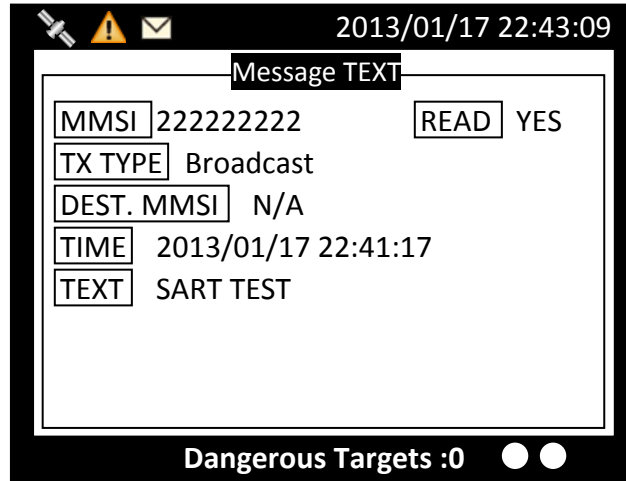 2013/01/17 22:43:09
Message TEXT
MMSI 222222222 READ YES
TX TYPE Broadcast
DEST. MMSI N/A
TIME 2013/01/17 22:41:17
TEXT SART TEST
Dangerous Targets :0